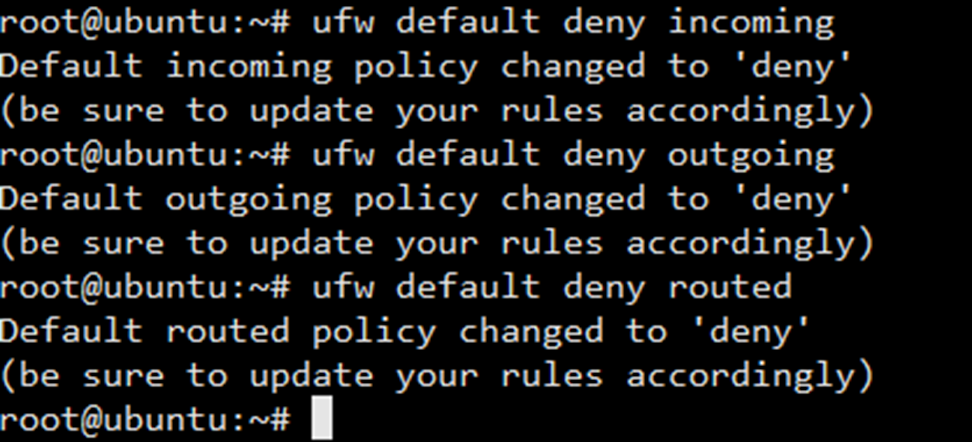 root@ubuntu:~# ufw default deny incoming
Default incoming policy changed to 'deny'
(be sure to update your rules accordingly)
root@ubuntu:~# ufw default deny outgoing
Default outgoing policy changed to 'deny'
(be sure to update your rules accordingly)
root@ubuntu:~# ufw default deny routed
Default routed policy changed to 'deny'
(be sure to update your rules accordingly)
root@ubuntu:~#